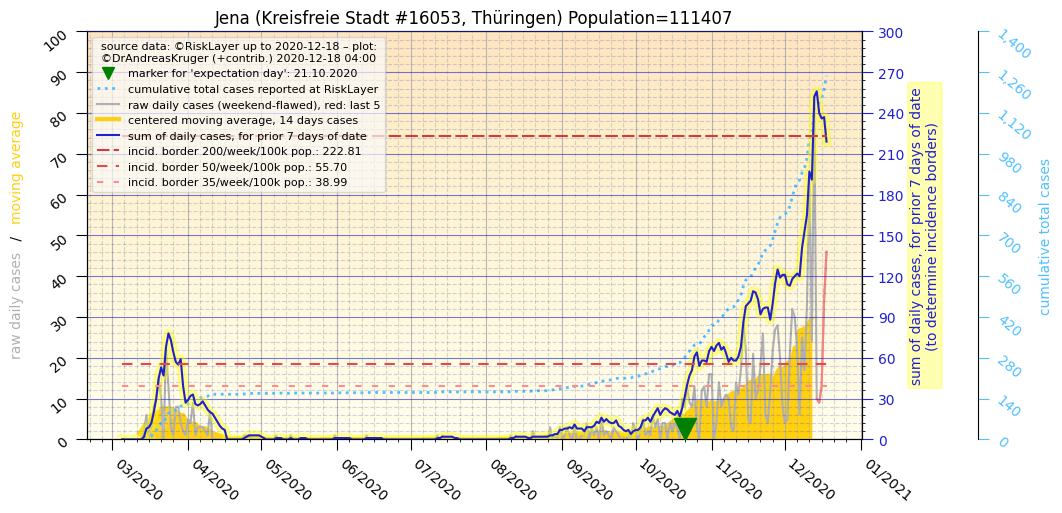 Jena (Kreisfreie Stadt #16053, Thüringen) Population=111407
source data: ©RiskLayer up to 2020-12-18 – plot:
©DrAndreasKruger (+contrib.) 2020-12-18 04:00
marker for 'expectation day': 21.10.2020
cumulative total cases reported at RiskLayer
raw daily cases (weekend-flawed), red: last 5
centered moving average, 14 days cases
sum of daily cases, for prior 7 days of date
incid. border 200/week/100k pop.: 222.81
incid. border 50/week/100k pop.: 55.70
incid. border 35/week/100k pop.: 38.99
raw daily cases / moving average
100
90
80
70
60
50
40
30
20
10
0
03/2020
04/2020
05/2020
06/2020
07/2020
08/2020
09/2020
10/2020
11/2020
12/2020
01/2021
300
270
240
210
180
150
120
90
60
30
0
sum of daily cases, for prior 7 days of date
(to determine incidence borders)
1,400
1,260
1,120
980
840
700
560
420
280
140
0
cumulative total cases